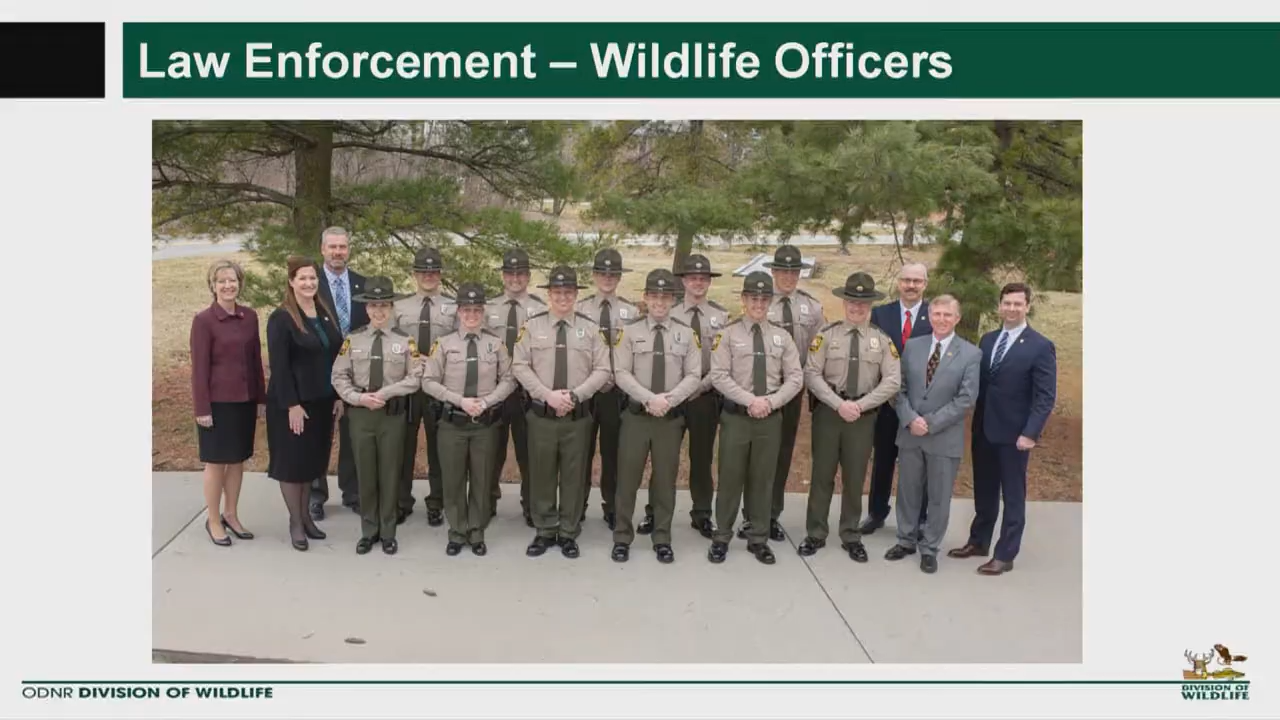 Law Enforcement – Wildlife Officers
ODNR DIVISION OF WILDLIFE
DIVISION OF
WILDLIFE